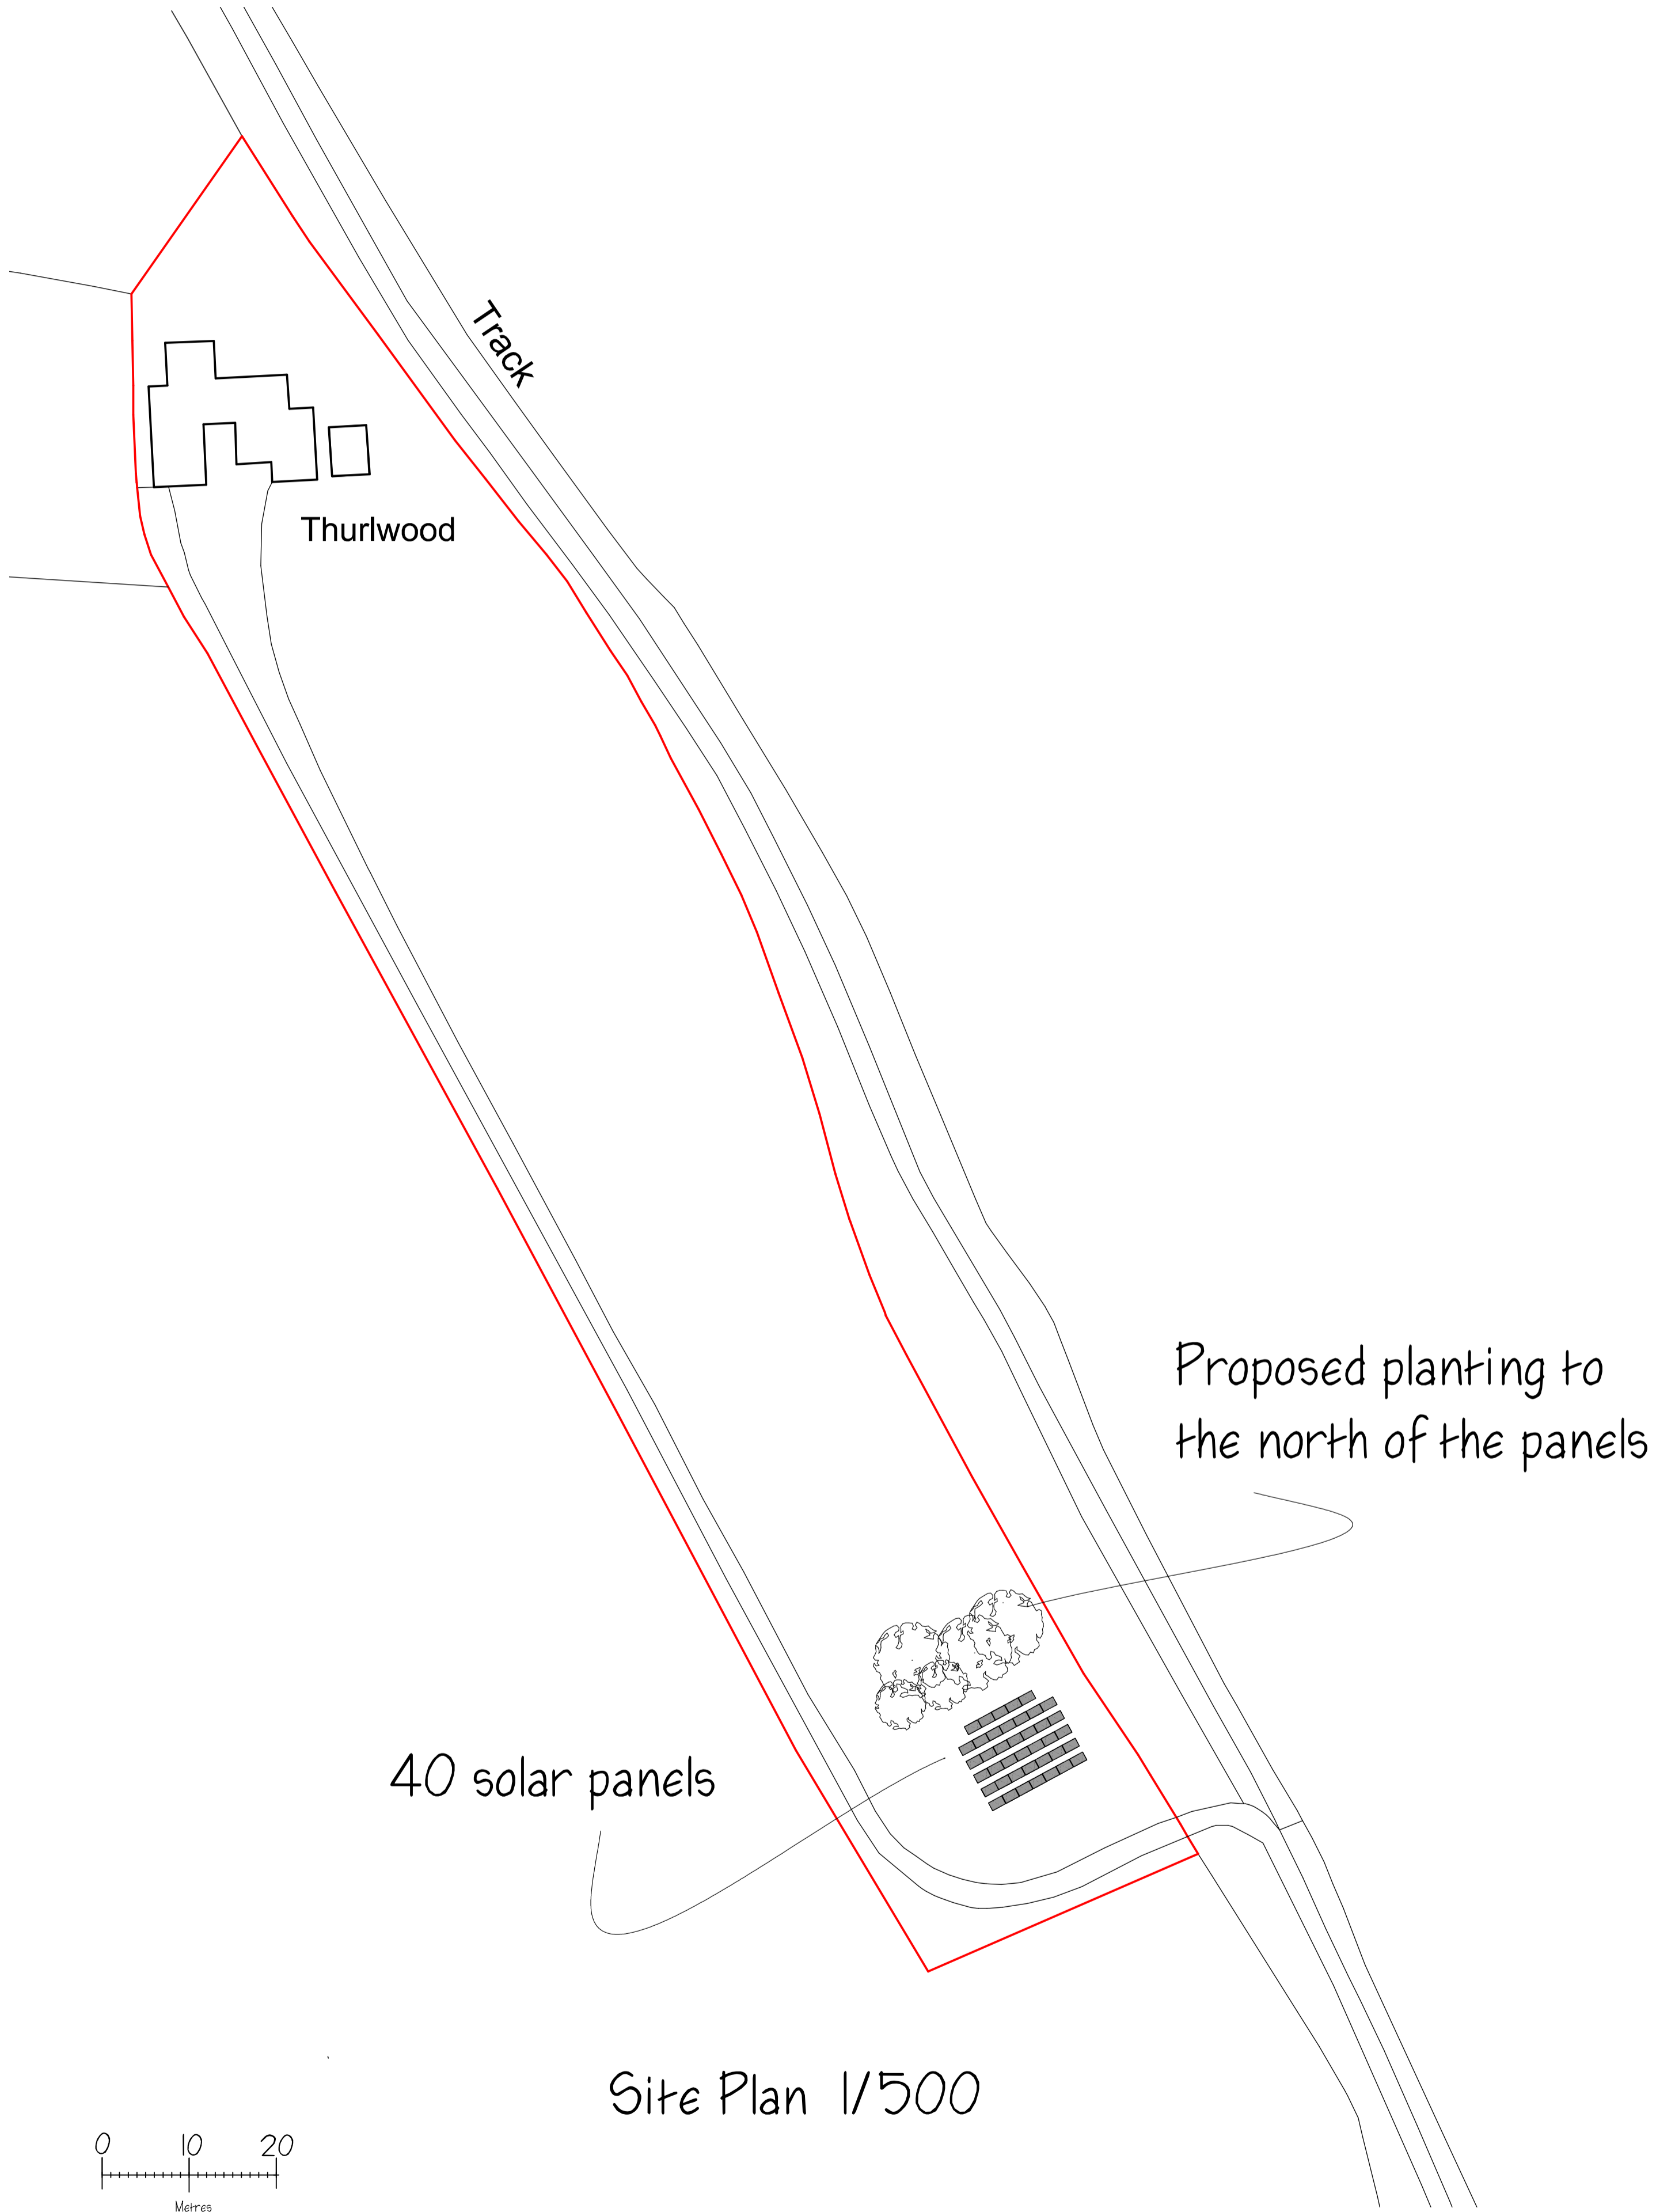 Track
Thurlwood
Proposed planting to
the north of the panels
40 solar panels
Site Plan 1/500
0 10 20
Metres